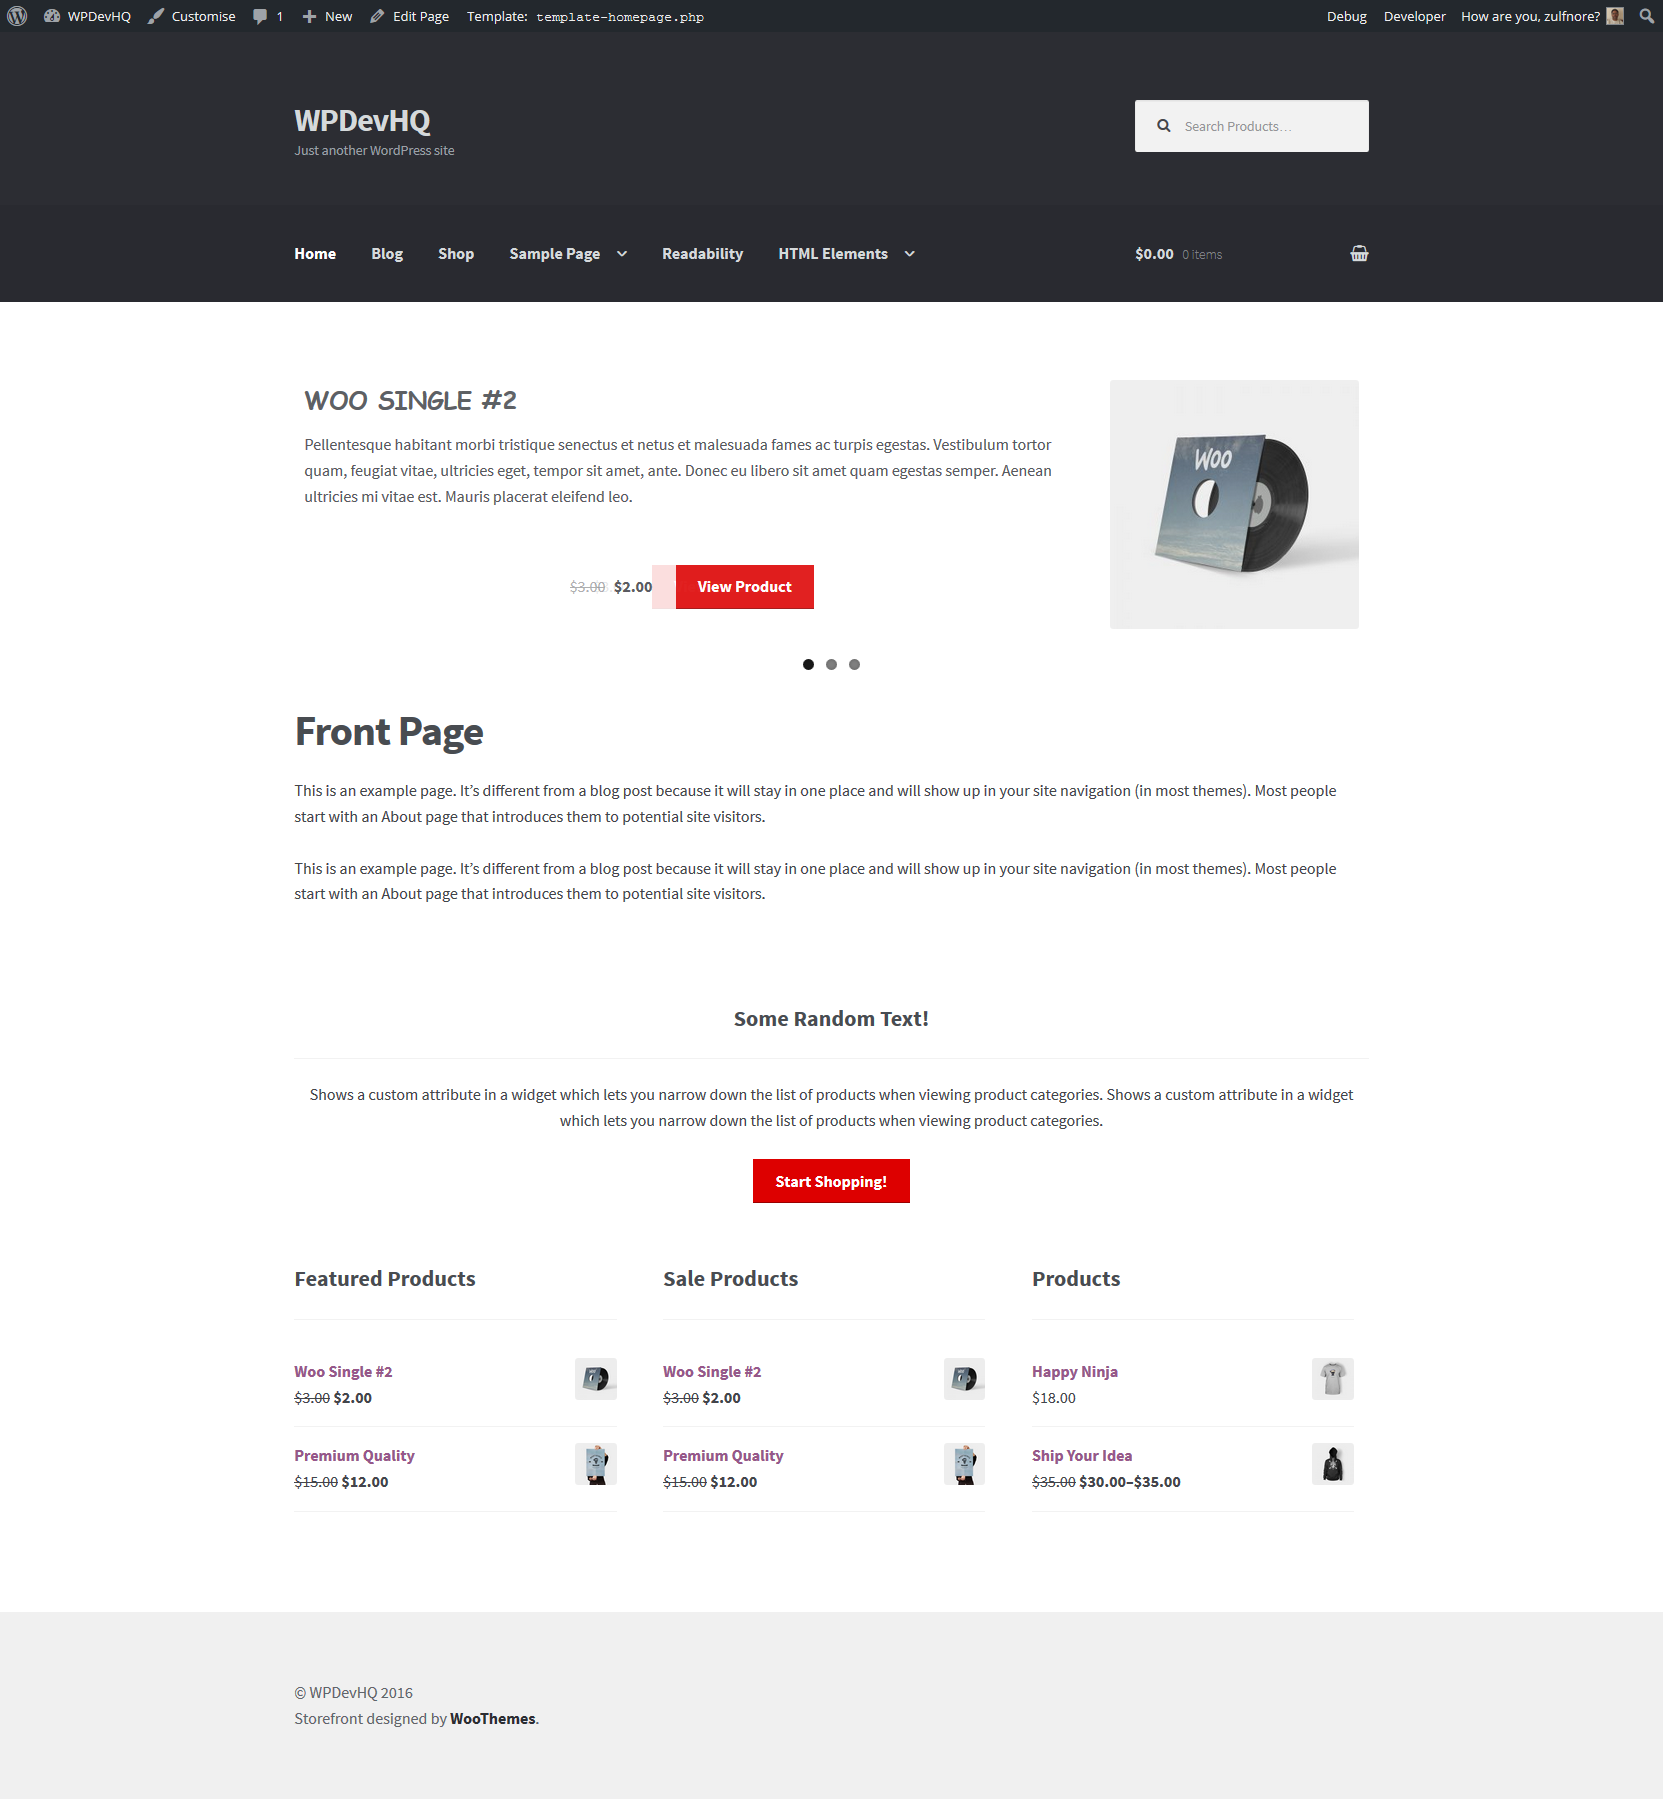 WPDevHQ Customise 1 New Edit Page Template: template-homepage.php Debug Developer How are you, zulfnore?
WPDevHQ
Just another WordPress site
Search Products…
Home Blog Shop Sample Page Readability HTML Elements $0.00 0 items
WOO SINGLE #2
Pellentesque habitant morbi tristique senectus et netus et malesuada fames ac turpis egestas. Vestibulum tortor
quam, feugiat vitae, ultricies eget, tempor sit amet, ante. Donec eu libero sit amet quam egestas semper. Aenean
ultricies mi vitae est. Mauris placerat eleifend leo.
WOO
$3.00 $2.00 View Product
Front Page
This is an example page. It’s different from a blog post because it will stay in one place and will show up in your site navigation (in most themes). Most people
start with an About page that introduces them to potential site visitors.
This is an example page. It’s different from a blog post because it will stay in one place and will show up in your site navigation (in most themes). Most people
start with an About page that introduces them to potential site visitors.
Some Random Text!
Shows a custom attribute in a widget which lets you narrow down the list of products when viewing product categories. Shows a custom attribute in a widget
which lets you narrow down the list of products when viewing product categories.
Start Shopping!
Featured Products
Woo Single #2
$3.00 $2.00
Premium Quality
$15.00 $12.00
Sale Products
Woo Single #2
$3.00 $2.00
Premium Quality
$15.00 $12.00
Products
Happy Ninja
$18.00
Ship Your Idea
$35.00 $30.00–$35.00
© WPDevHQ 2016
Storefront designed by WooThemes.